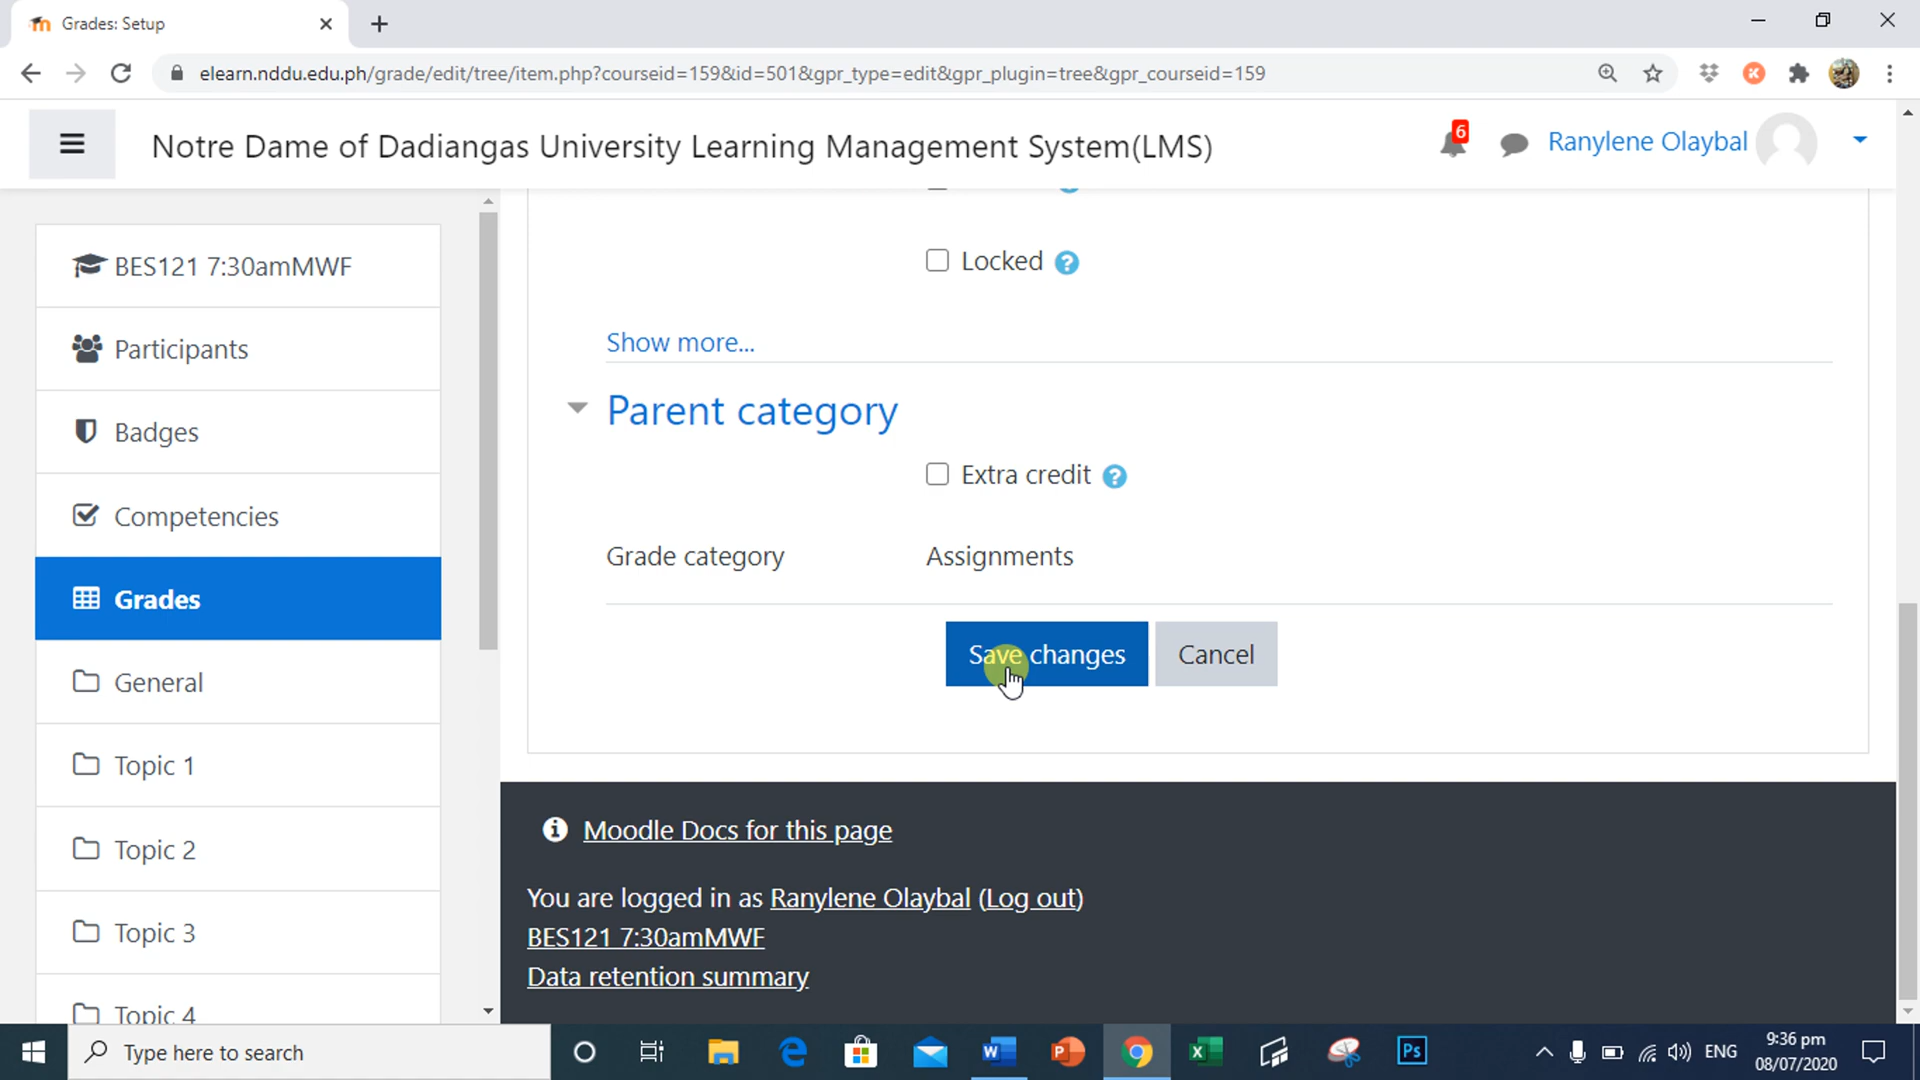 Grades: Setup
elearn.nddu.edu.ph/grade/edit/tree/item.php?courseid=159&id=501&gpr_type=edit&gpr_plugin=tree&gpr_courseid=159
K
Notre Dame of Dadiangas University Learning Management System(LMS)
6
Ranylene Olaybal
BES121 7:30amMWF
Participants
Badges
Competencies
Grades
General
Topic 1
Topic 2
Topic 3
Topic 4
Locked
Show more...
Parent category
Extra credit
Grade category Assignments
Save changes Cancel
Moodle Docs for this page
You are logged in as Ranylene Olaybal (Log out)
BES121 7:30amMWF
Data retention summary
Type here to search
ENG
9:36 pm
08/07/2020